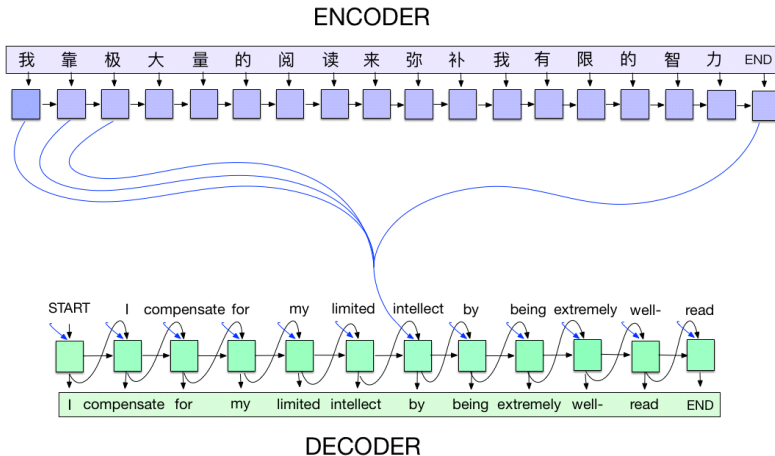 ENCODER
我 靠 极 大 量 的 阅 读 来 弥 补 我 有 限 的 智 力 END
START I compensate for my limited intellect by being extremely well- read
I compensate for my limited intellect by being extremely well- read END
DECODER